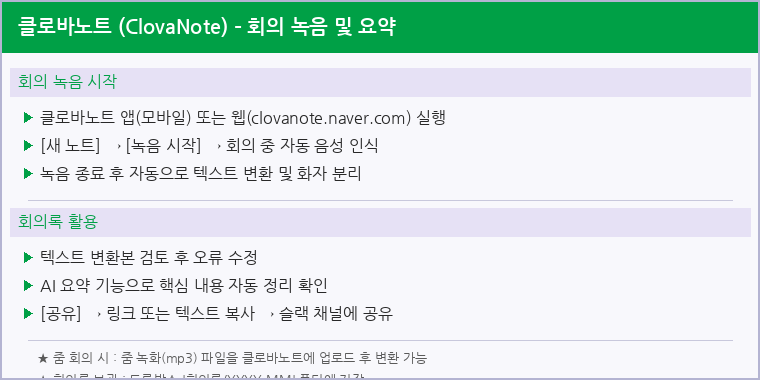 클로바노트 (ClovaNote) - 회의 녹음 및 요약
회의 녹음 시작
▶ 클로바노트 앱(모바일) 또는 웹(clovanote.naver.com) 실행
▶ [새 노트] → [녹음 시작] → 회의 중 자동 음성 인식
▶ 녹음 종료 후 자동으로 텍스트 변환 및 화자 분리
회의록 활용
▶ 텍스트 변환본 검토 후 오류 수정
▶ AI 요약 기능으로 핵심 내용 자동 정리 확인
▶ [공유] → 링크 또는 텍스트 복사 → 슬랙 채널에 공유
★ 줌 회의 시 : 줌 녹화(mp3) 파일을 클로바노트에 업로드 후 변환 가능